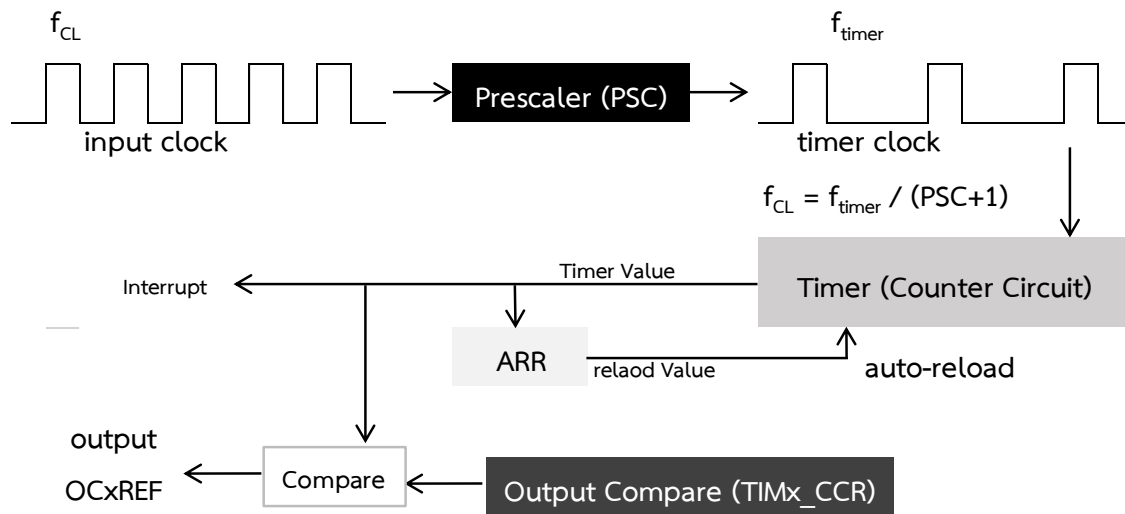 f_CL
f_timer
Prescaler (PSC)
input clock
timer clock
f_CL = f_timer / (PSC+1)
Timer Value
Interrupt
Timer (Counter Circuit)
ARR
relaod Value
auto-reload
output
OCxREF
Compare
Output Compare (TIMx_CCR)